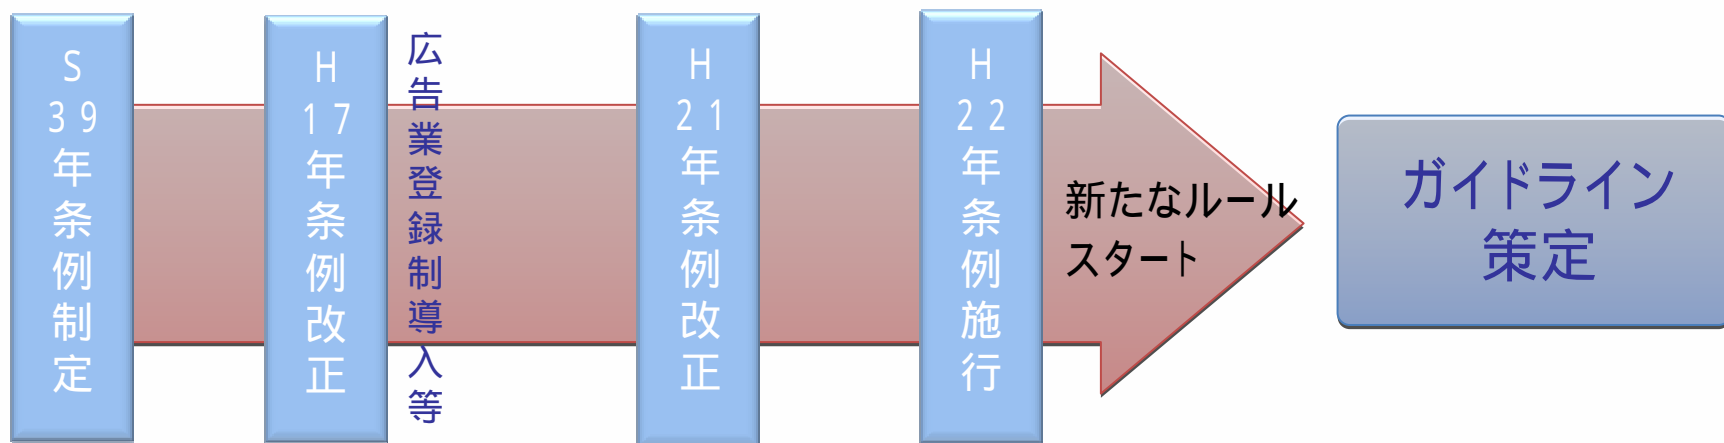 S39年条例制定
H17年条例改正
広告業登録制導入等
H21年条例改正
H22年条例施行
新たなルール
スタート
ガイドライン
策定